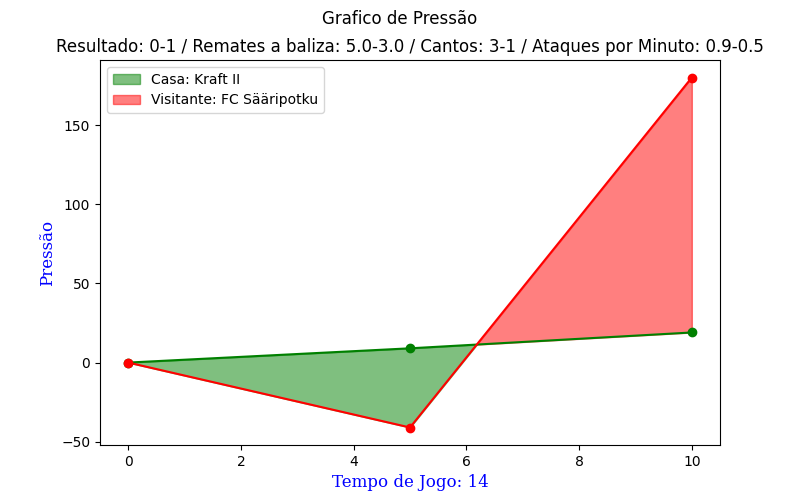 Grafico de Pressão
Resultado: 0-1 / Remates a baliza: 5.0-3.0 / Cantos: 3-1 / Ataques por Minuto: 0.9-0.5
Casa: Kraft II
Visitante: FC Sääripotku
150
100
50
0
−50
Pressão
0 2 4 6 8 10
Tempo de Jogo: 14